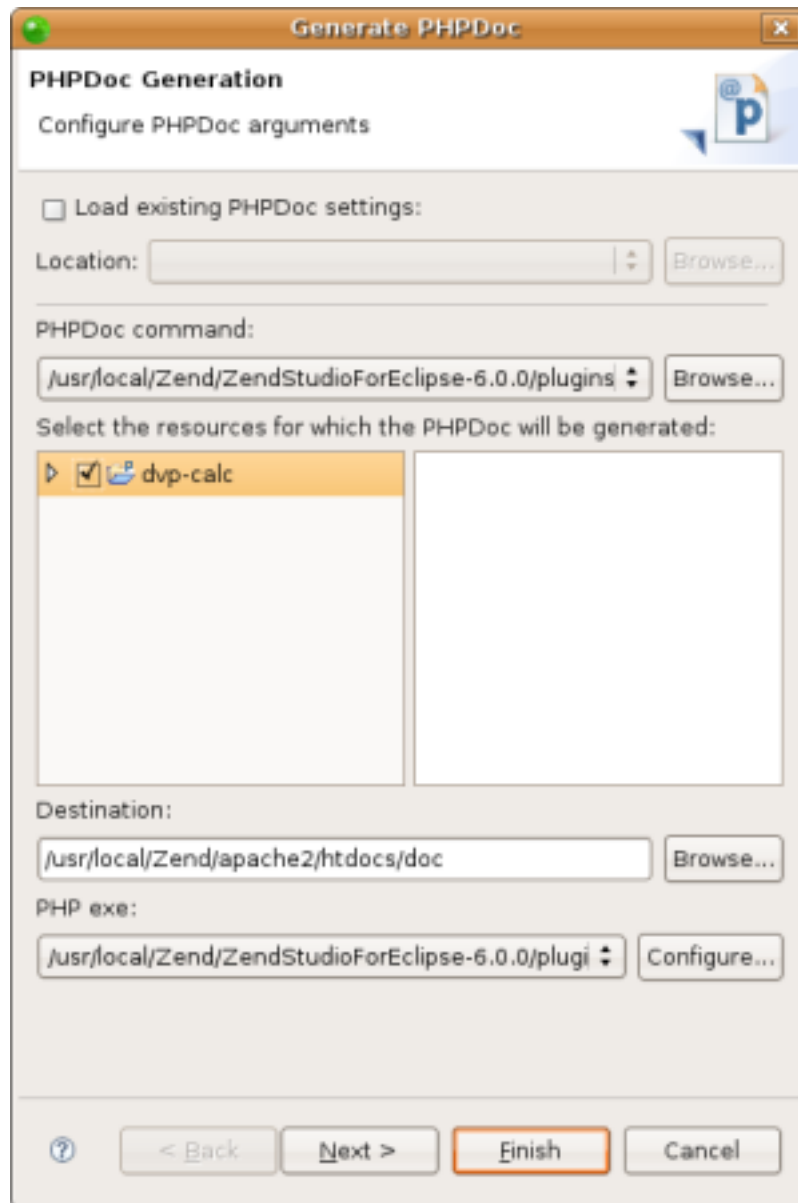 Generate PHPDoc
PHPDoc Generation
Configure PHPDoc arguments
@p
Load existing PHPDoc settings:
Location:
Browse...
PHPDoc command:
/usr/local/Zend/ZendStudioForEclipse-6.0.0/plugins
Browse...
Select the resources for which the PHPDoc will be generated:
dvp-calc
Destination:
/usr/local/Zend/apache2/htdocs/doc
Browse...
PHP exe:
/usr/local/Zend/ZendStudioForEclipse-6.0.0/plugi
Configure...
? < Back Next > Finish Cancel